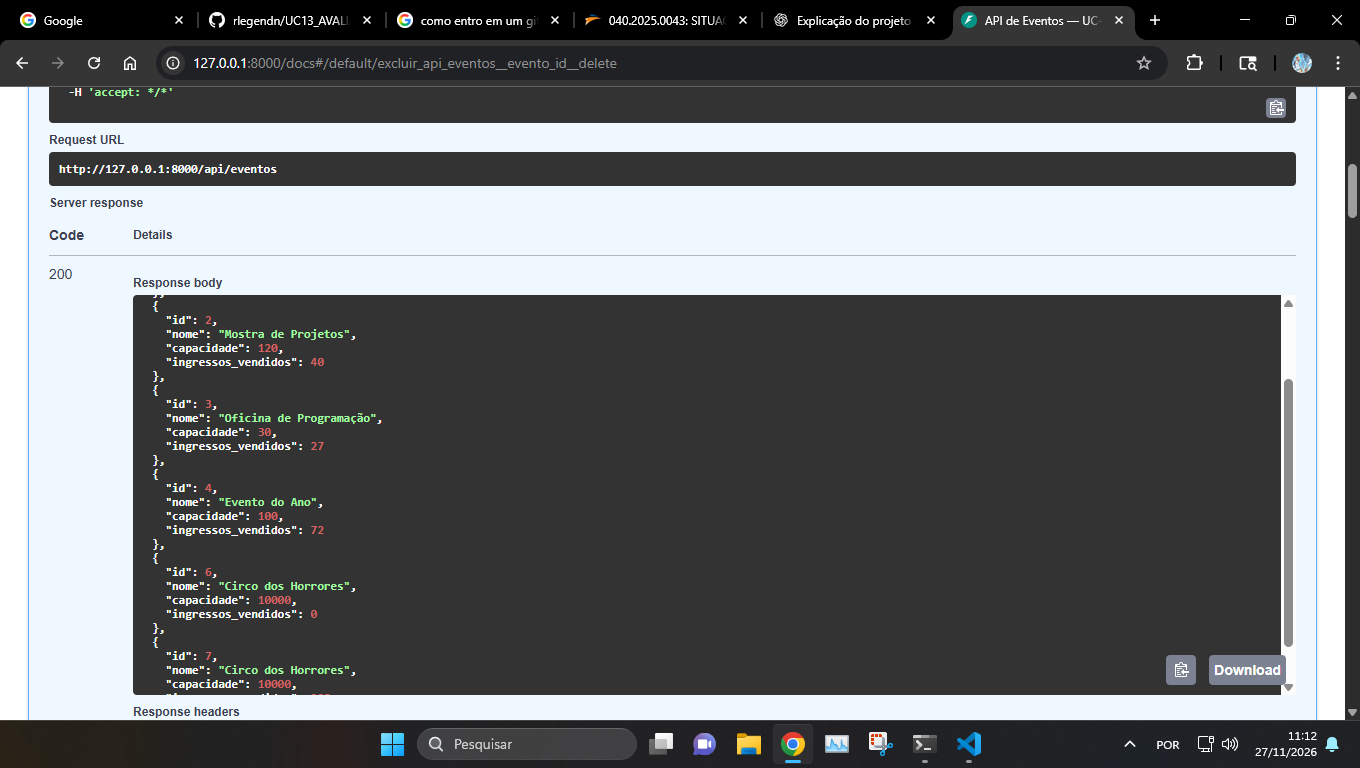 Google
rlegendn/UC13_AVALI
como entro em um gi
040.2025.0043: SITUA
Explicação do projeto
API de Eventos — UC-
127.0.0.1:8000/docs#/default/excluir_api_eventos__evento_id__delete
-H 'accept: */*'
Request URL
http://127.0.0.1:8000/api/eventos
Server response
Code Details
200
Response body
},
{
"id": 2,
"nome": "Mostra de Projetos",
"capacidade": 120,
"ingressos_vendidos": 40
},
{
"id": 3,
"nome": "Oficina de Programação",
"capacidade": 30,
"ingressos_vendidos": 27
},
{
"id": 4,
"nome": "Evento do Ano",
"capacidade": 100,
"ingressos_vendidos": 72
},
{
"id": 6,
"nome": "Circo dos Horrores",
"capacidade": 10000,
"ingressos_vendidos": 0
},
{
"id": 7,
"nome": "Circo dos Horrores",
"capacidade": 10000,
Download
Response headers
Pesquisar
POR
11:12
27/11/2026